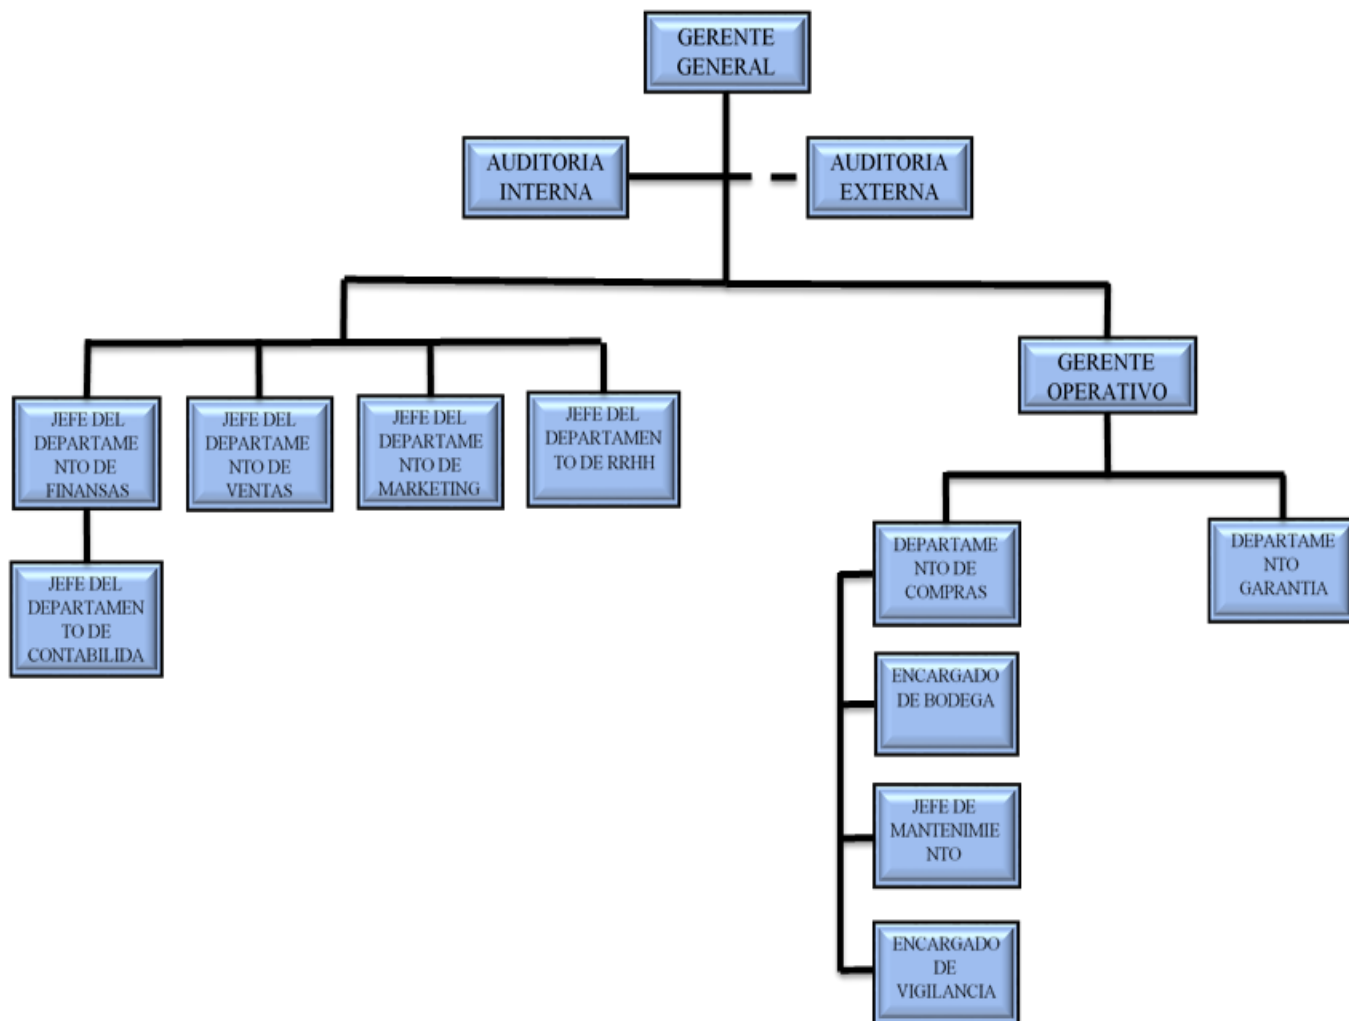 GERENTE
GENERAL
AUDITORIA
INTERNA
AUDITORIA
EXTERNA
GERENTE
OPERATIVO
JEFE DEL
DEPARTAME
NTO DE
FINANSAS
JEFE DEL
DEPARTAME
NTO DE
VENTAS
JEFE DEL
DEPARTAME
NTO DE
MARKETING
JEFE DEL
DEPARTAMEN
TO DE RRHH
JEFE DEL
DEPARTAMEN
TO DE
CONTABILIDA
DEPARTAME
NTO DE
COMPRAS
DEPARTAME
NTO
GARANTIA
ENCARGADO
DE BODEGA
JEFE DE
MANTENIMIE
NTO
ENCARGADO
DE
VIGILANCIA